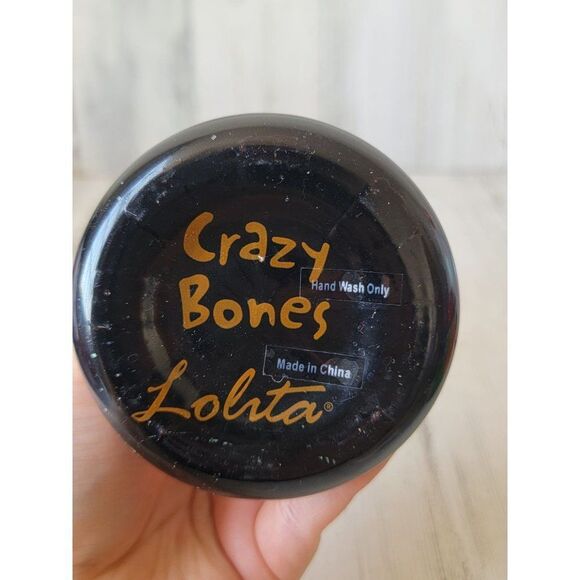 Crazy
Bones
Hand Wash Only
Made in China
Lolita®